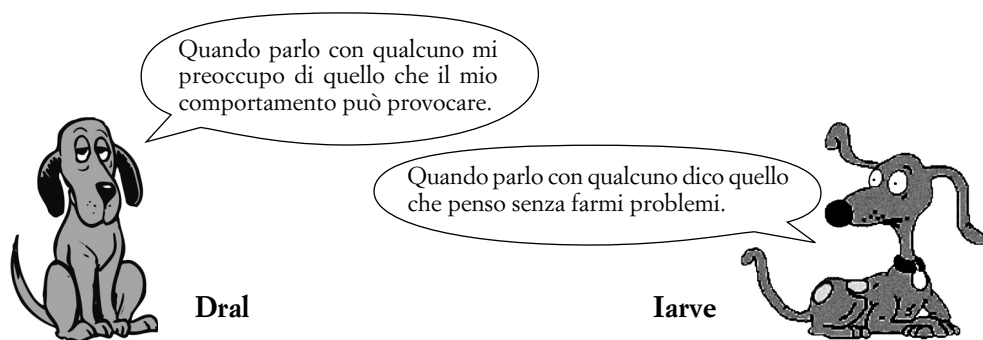 Quando parlo con qualcuno mi
preoccupo di quello che il mio
comportamento può provocare.
Quando parlo con qualcuno dico quello
che penso senza farmi problemi.
Dral
Iarve